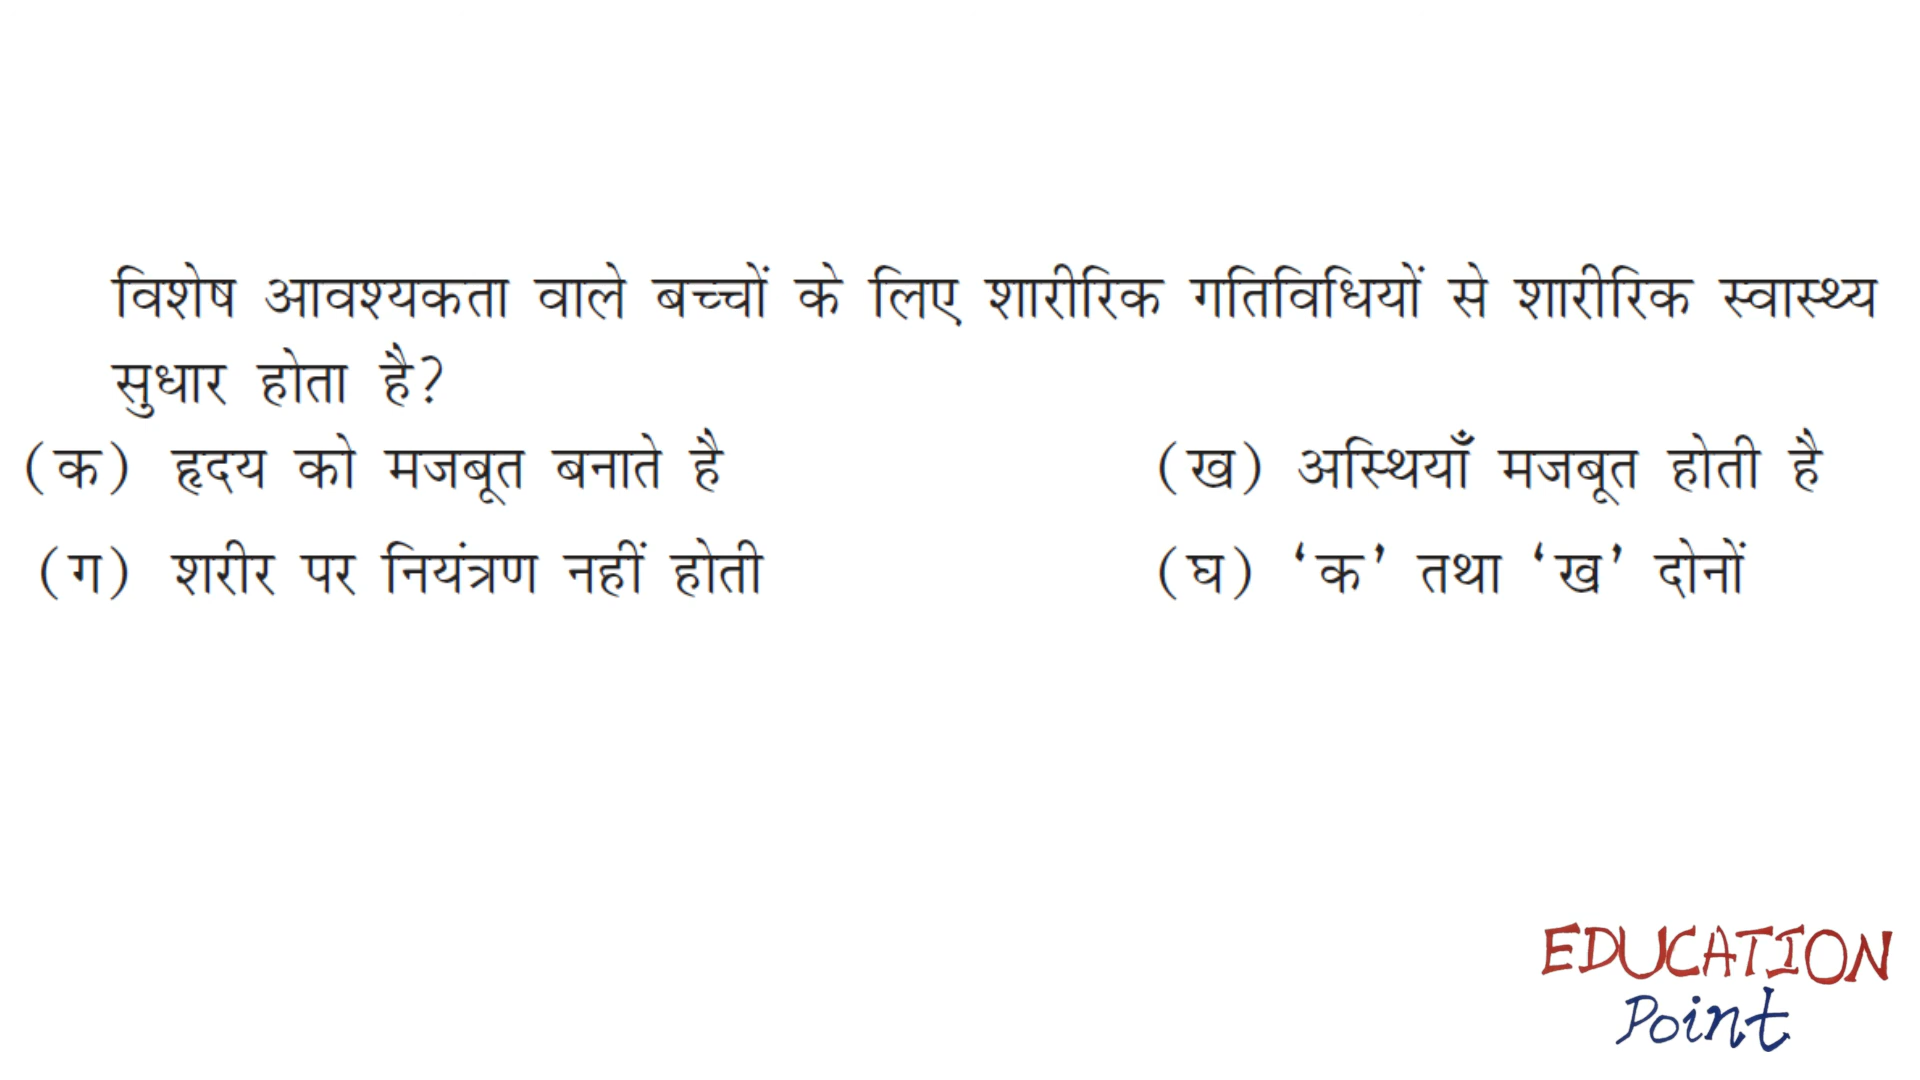 विशेष आवश्यकता वाले बच्चों के लिए शारीरिक गतिविधियों से शारीरिक स्वास्थ्य
सुधार होता है?
(क) हृदय को मजबूत बनाते है
(ख) अस्थियाँ मजबूत होती है
(ग) शरीर पर नियंत्रण नहीं होती
(घ) ‘क’ तथा ‘ख’ दोनों
EDUCATION
Point